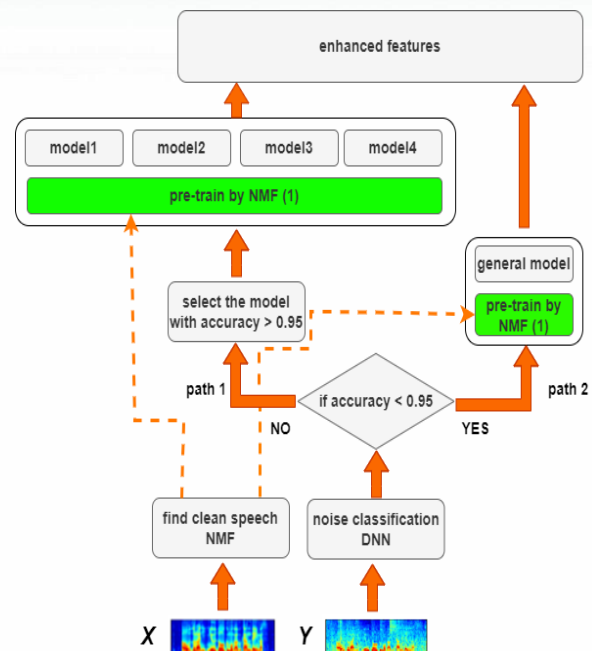 enhanced features
model1
model2
model3
model4
pre-train by NMF (1)
general model
pre-train by
NMF (1)
select the model
with accuracy > 0.95
path 1
if accuracy < 0.95
path 2
NO
YES
find clean speech
NMF
noise classification
DNN
X
Y